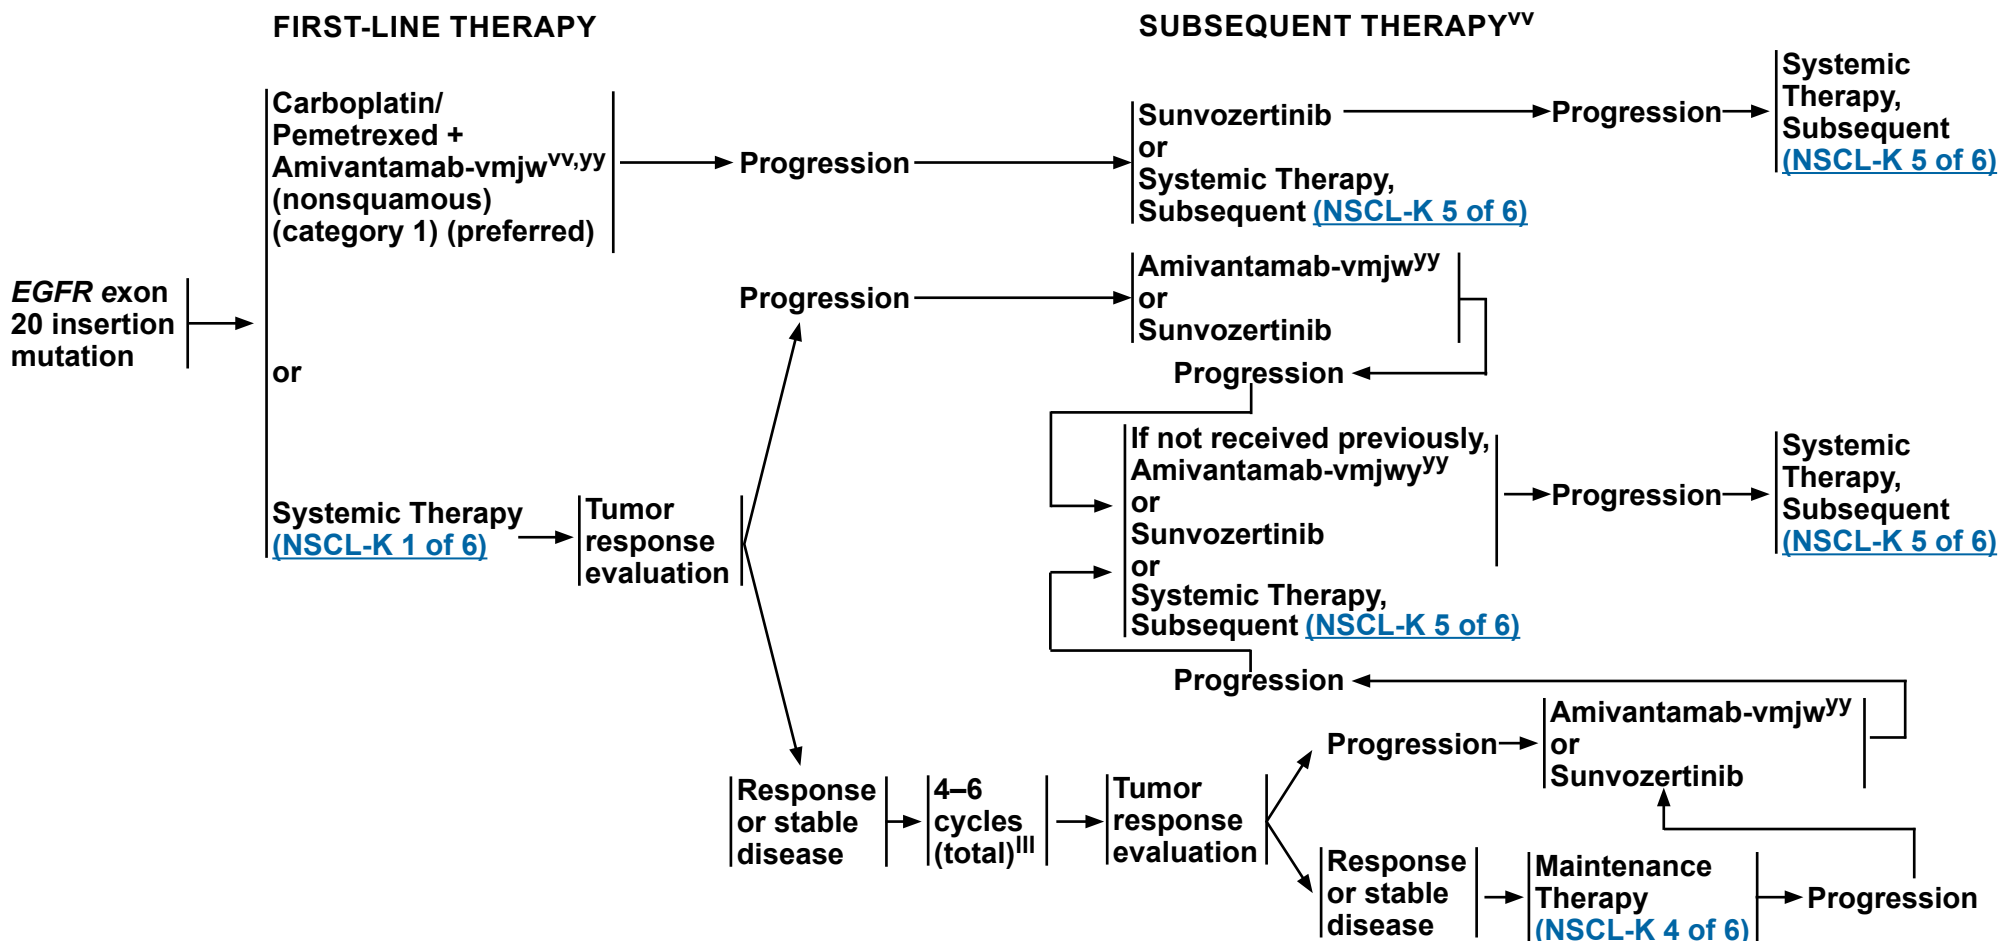 FIRST-LINE THERAPY
SUBSEQUENT THERAPYvv
EGFR exon
20 insertion
mutation
Carboplatin/
Pemetrexed +
Amivantamab-vmjwvv,yy
(nonsquamous)
(category 1) (preferred)
or
Systemic Therapy
(NSCL-K 1 of 6)
Progression
Sunvozertinib
or
Systemic Therapy,
Subsequent (NSCL-K 5 of 6)
Progression
Systemic
Therapy,
Subsequent
(NSCL-K 5 of 6)
Tumor
response
evaluation
Progression
Amivantamab-vmjwyy
or
Sunvozertinib
Progression
If not received previously,
Amivantamab-vmjwyyy
or
Sunvozertinib
or
Systemic Therapy,
Subsequent (NSCL-K 5 of 6)
Progression
Systemic
Therapy,
Subsequent
(NSCL-K 5 of 6)
Progression
Response
or stable
disease
4–6
cycles
(total)lll
Tumor
response
evaluation
Progression
Amivantamab-vmjwyy
or
Sunvozertinib
Response
or stable
disease
Maintenance
Therapy
(NSCL-K 4 of 6)
Progression